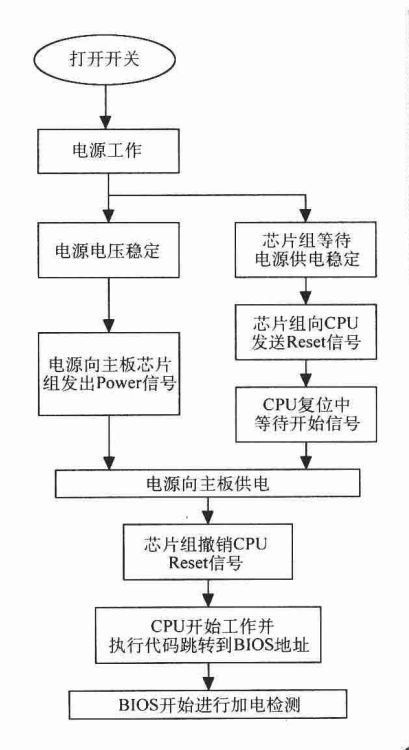 打开开关
电源工作
电源电压稳定
芯片组等待
电源供电稳定
电源向主板芯片
组发出Power信号
芯片组向CPU
发送Reset信号
CPU复位中
等待开始信号
电源向主板供电
芯片组撤销CPU
Reset信号
CPU开始工作并
执行代码跳转到BIOS地址
BIOS开始进行加电检测